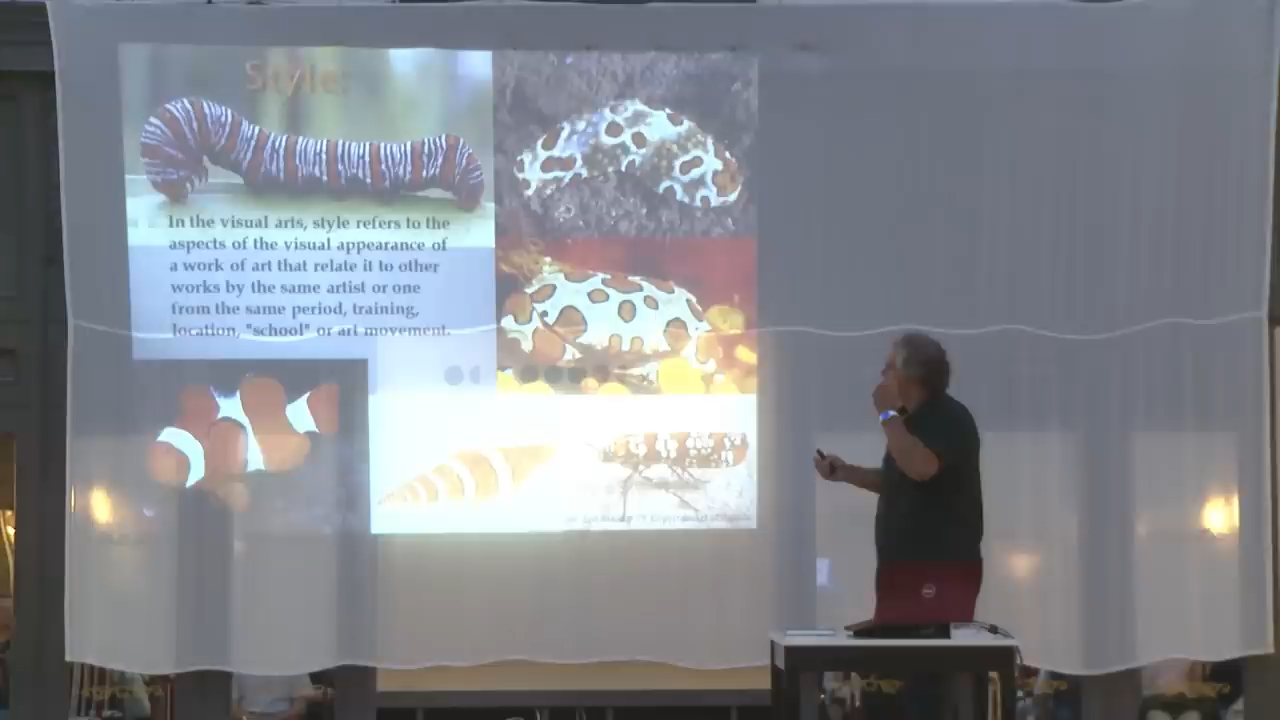 Style:
In the visual arts, style refers to the
aspects of the visual appearance of
a work of art that relate it to other
works by the same artist or one
from the same period, training,
location, "school" or art movement.